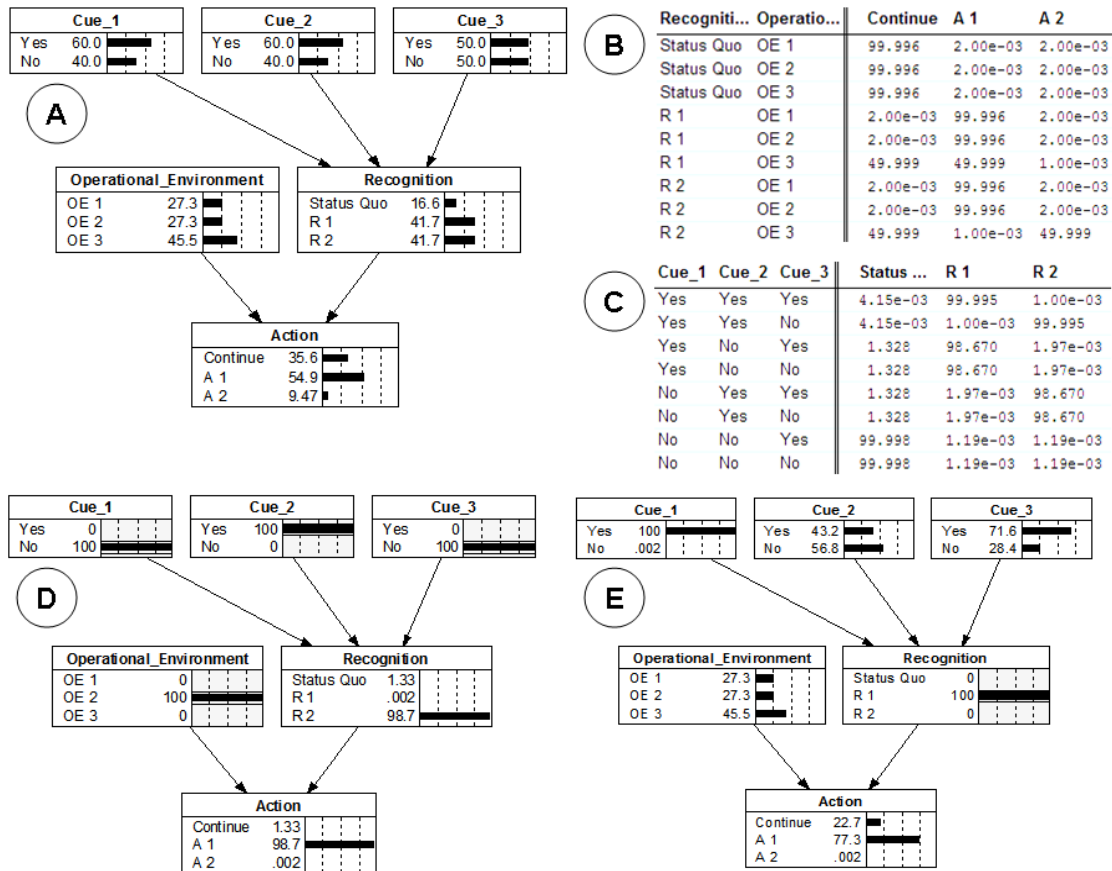 Cue_1
Yes 60.0
No 40.0
Cue_2
Yes 60.0
No 40.0
Cue_3
Yes 50.0
No 50.0
A
Operational_Environment
OE 1 27.3
OE 2 27.3
OE 3 45.5
Recognition
Status Quo 16.6
R 1 41.7
R 2 41.7
Action
Continue 35.6
A 1 54.9
A 2 9.47
B
Recogniti... Operatio... Continue A 1 A 2
Status Quo OE 1 99.996 2.00e-03 2.00e-03
Status Quo OE 2 99.996 2.00e-03 2.00e-03
Status Quo OE 3 99.996 2.00e-03 2.00e-03
R 1 OE 1 2.00e-03 99.996 2.00e-03
R 1 OE 2 2.00e-03 99.996 2.00e-03
R 1 OE 3 49.999 49.999 1.00e-03
R 2 OE 1 2.00e-03 99.996 2.00e-03
R 2 OE 2 2.00e-03 99.996 2.00e-03
R 2 OE 3 49.999 1.00e-03 49.999
C
Cue_1 Cue_2 Cue_3 Status ... R 1 R 2
Yes Yes Yes 4.15e-03 99.995 1.00e-03
Yes Yes No 4.15e-03 1.00e-03 99.995
Yes No Yes 1.328 98.670 1.97e-03
Yes No No 1.328 98.670 1.97e-03
No Yes Yes 1.328 1.97e-03 98.670
No Yes No 1.328 1.97e-03 98.670
No No Yes 99.998 1.19e-03 1.19e-03
No No No 99.998 1.19e-03 1.19e-03
Cue_1
Yes 0
No 100
Cue_2
Yes 100
No 0
Cue_3
Yes 0
No 100
D
Operational_Environment
OE 1 0
OE 2 100
OE 3 0
Recognition
Status Quo 1.33
R 1 .002
R 2 98.7
Action
Continue 1.33
A 1 98.7
A 2 .002
Cue_1
Yes 100
No .002
Cue_2
Yes 43.2
No 56.8
Cue_3
Yes 71.6
No 28.4
E
Operational_Environment
OE 1 27.3
OE 2 27.3
OE 3 45.5
Recognition
Status Quo 0
R 1 100
R 2 0
Action
Continue 22.7
A 1 77.3
A 2 .002